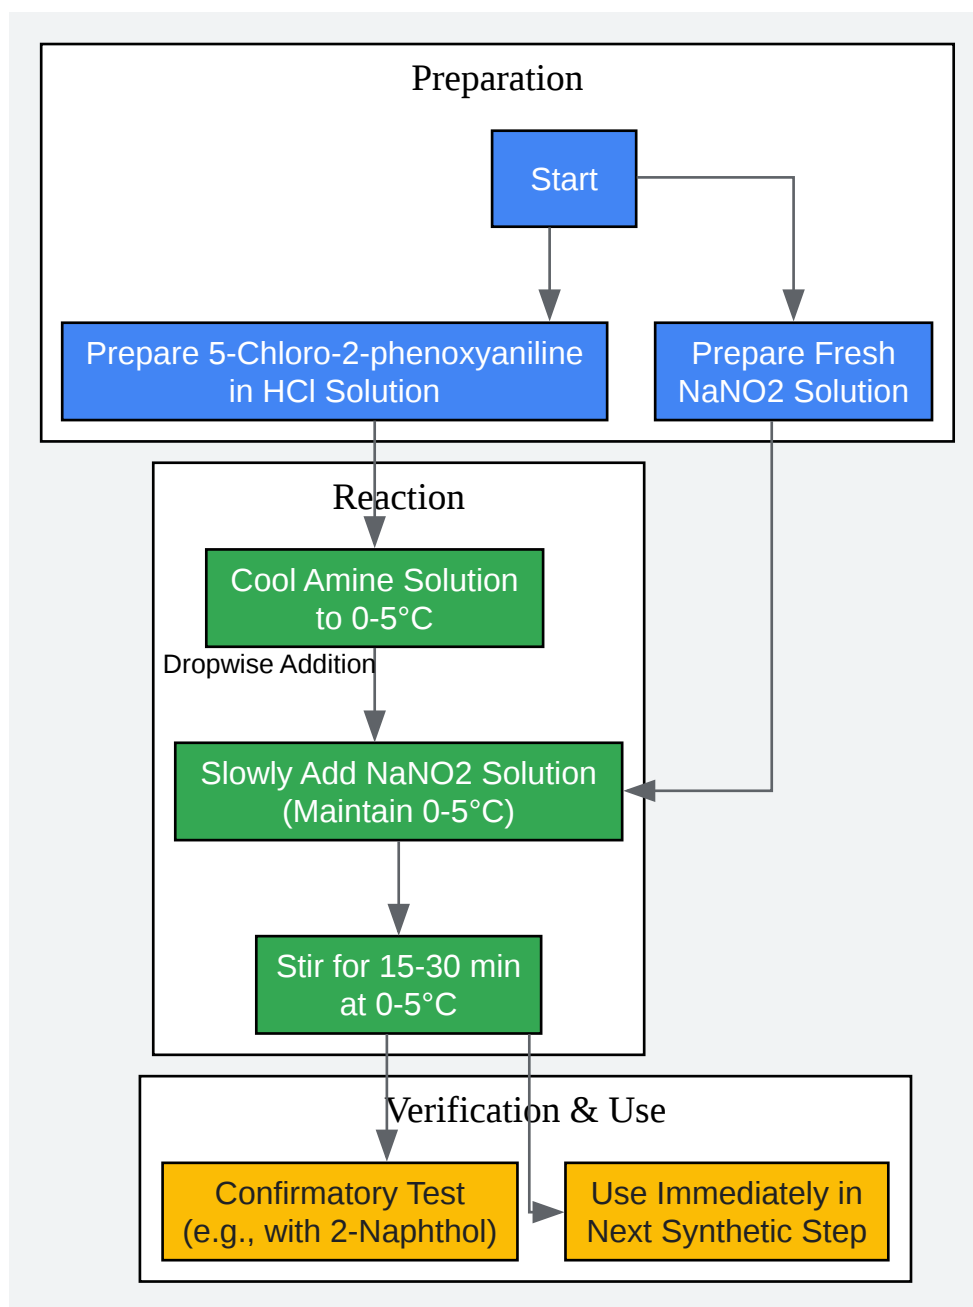 Preparation
Start
Prepare 5-Chloro-2-phenoxyaniline
in HCl Solution
Prepare Fresh
NaNO2 Solution
Reaction
Cool Amine Solution
to 0-5°C
Dropwise Addition
Slowly Add NaNO2 Solution
(Maintain 0-5°C)
Stir for 15-30 min
at 0-5°C
Verification & Use
Confirmatory Test
(e.g., with 2-Naphthol)
Use Immediately in
Next Synthetic Step